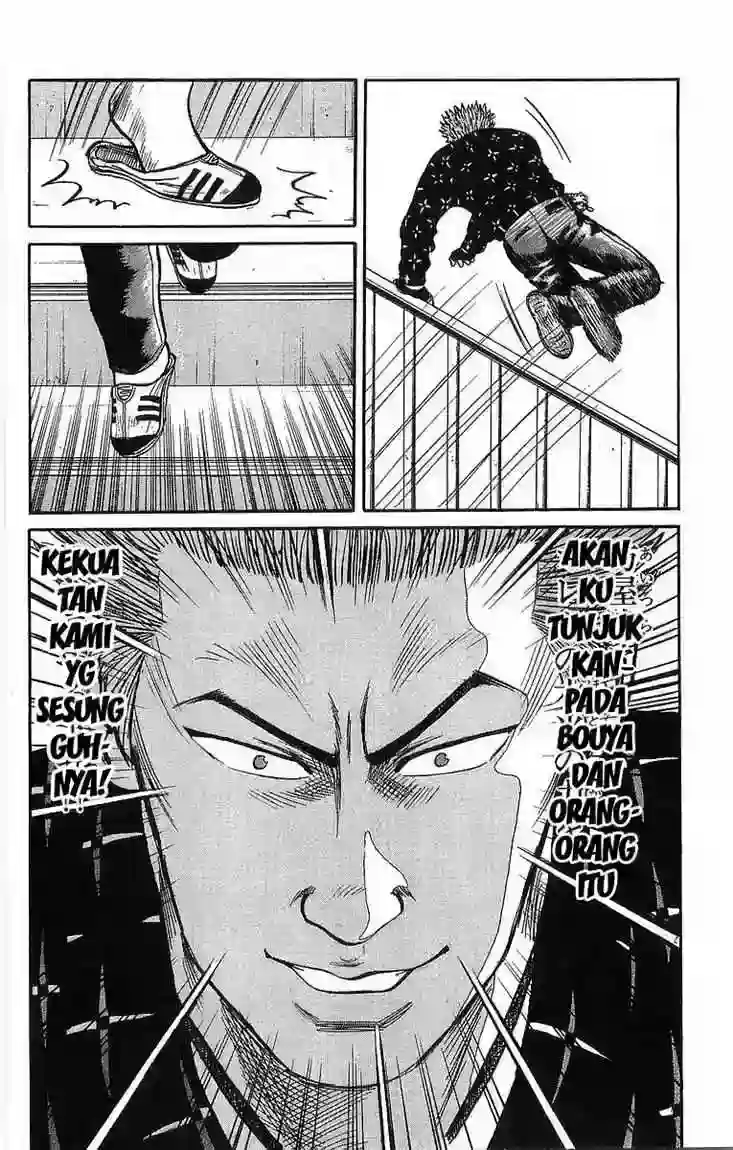 AKAN
KU
TUNJUK
KAN
PADA
BOUYA
DAN
ORANG-
ORANG
ITU
KEKUA
TAN
KAMI
YG
SESUNG
GUH-
NYA!